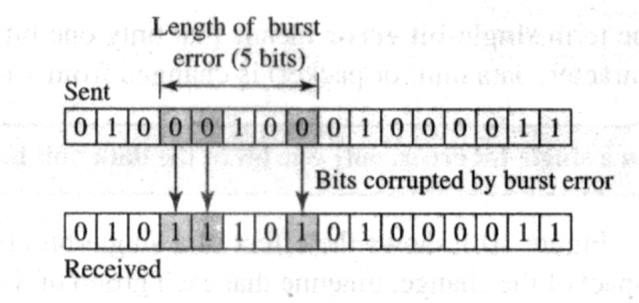 Length of burst
error (5 bits)
Sent
0 1 0 0 0 1 0 0 0 1 0 0 0 0 1 1
Bits corrupted by burst error
0 1 0 1 1 1 0 1 0 1 0 0 0 0 1 1
Received